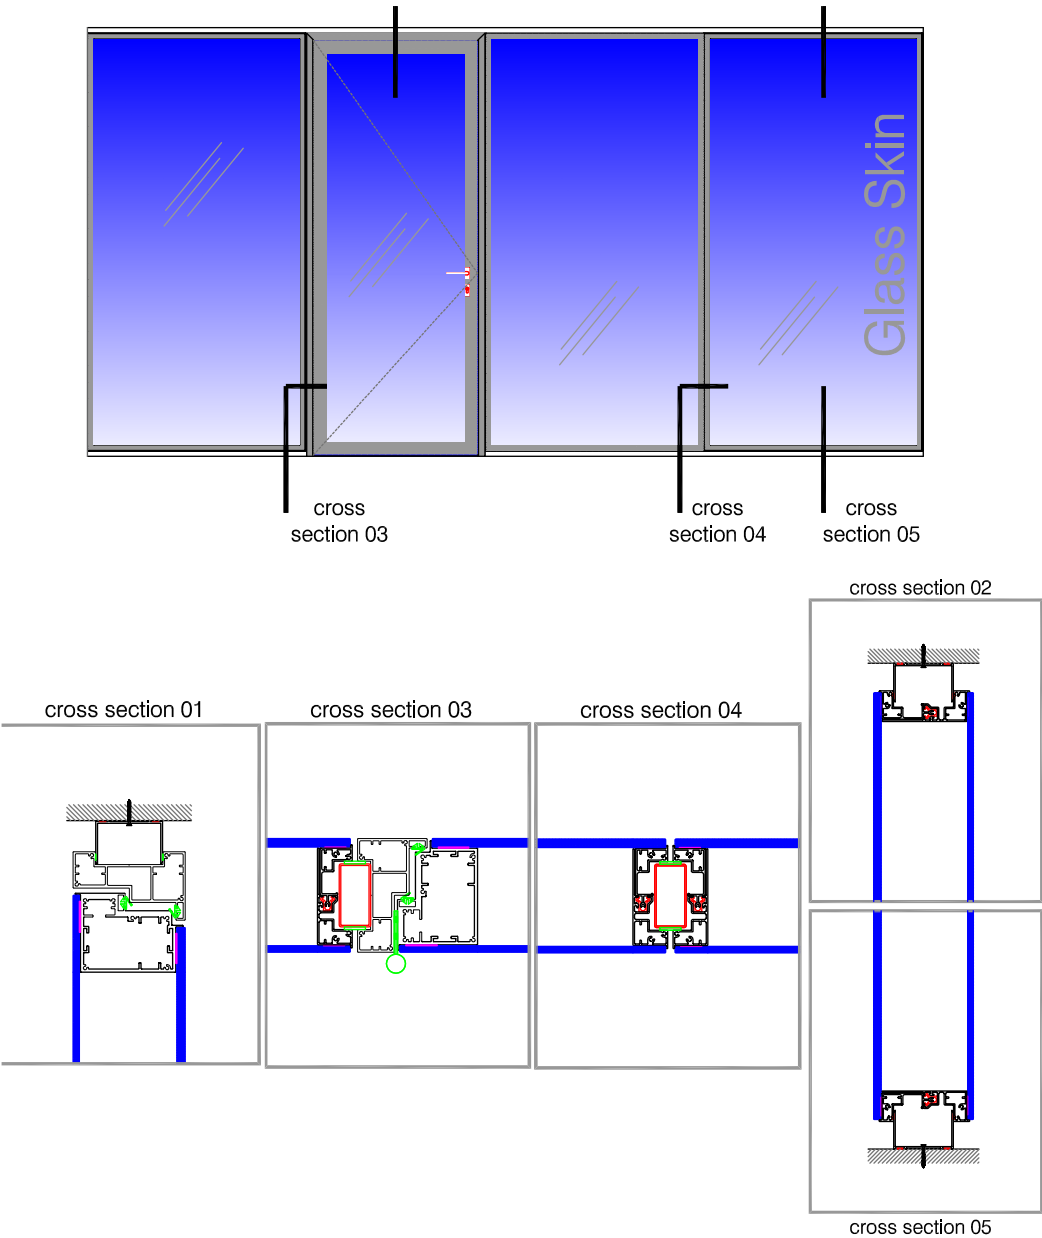 Glass Skin
cross
section 03
cross
section 04
cross
section 05
cross section 02
cross section 01
cross section 03
cross section 04
cross section 05